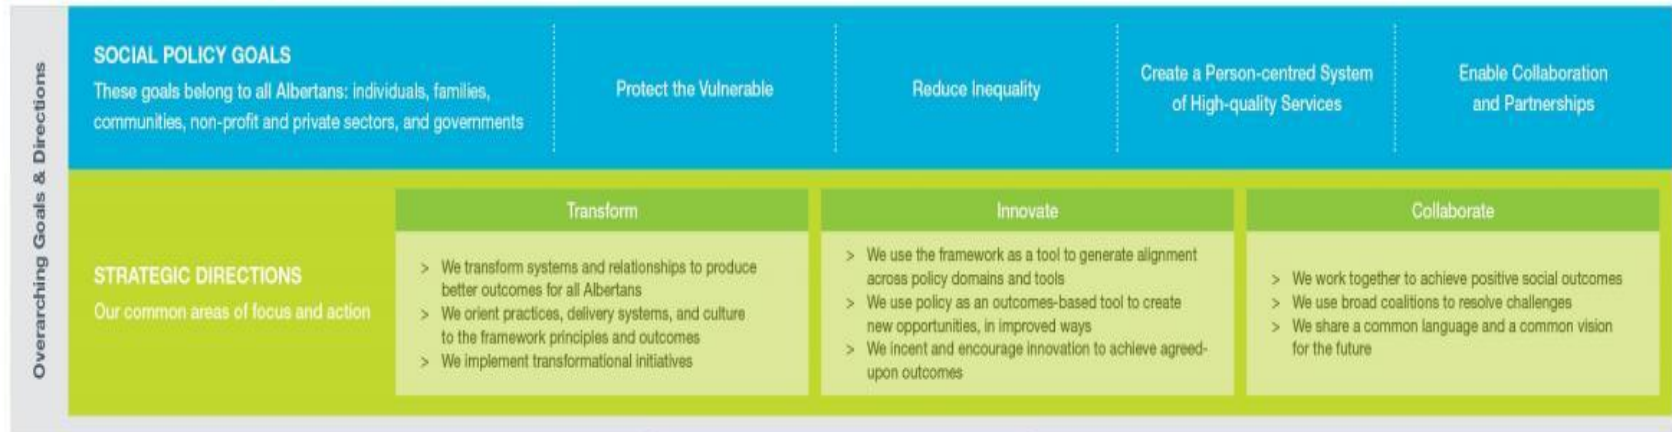 Overarching Goals & Directions
SOCIAL POLICY GOALS
These goals belong to all Albertans: individuals, families,
communities, non-profit and private sectors, and governments
Protect the Vulnerable
Reduce Inequality
Create a Person-centred System
of High-quality Services
Enable Collaboration
and Partnerships
STRATEGIC DIRECTIONS
Our common areas of focus and action
Transform
> We transform systems and relationships to produce
better outcomes for all Albertans
> We orient practices, delivery systems, and culture
to the framework principles and outcomes
> We implement transformational initiatives
Innovate
> We use the framework as a tool to generate alignment
across policy domains and tools
> We use policy as an outcomes-based tool to create
new opportunities, in improved ways
> We incent and encourage innovation to achieve agreed-
upon outcomes
Collaborate
> We work together to achieve positive social outcomes
> We use broad coalitions to resolve challenges
> We share a common language and a common vision
for the future